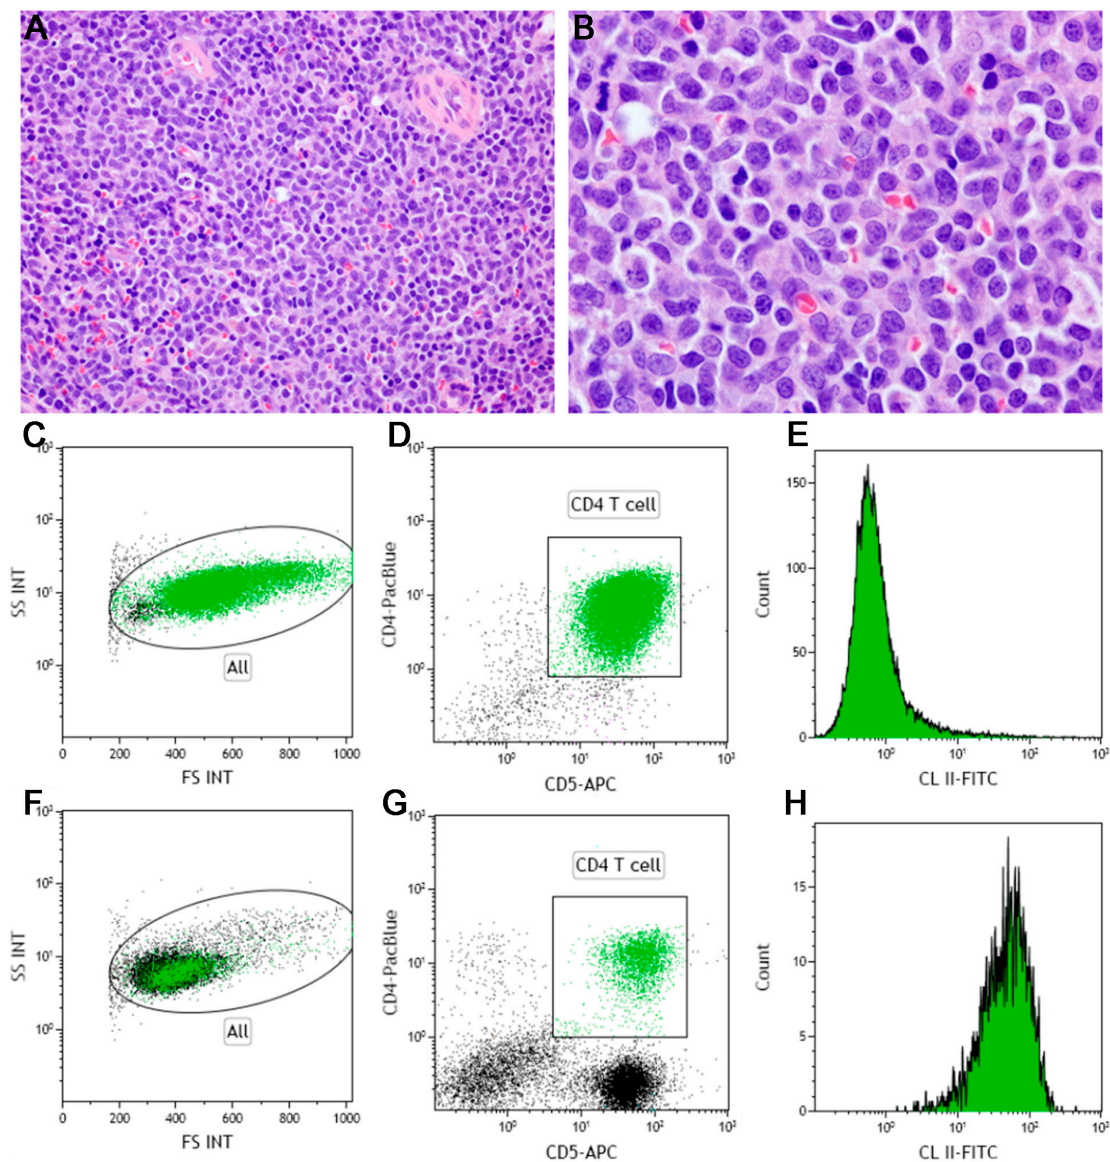 A
B
C
10³
10²
10¹
10⁰
SS INT
All
0
200
400
600
800
1000
FS INT
D
10³
10²
10¹
10⁰
CD4-PacBlue
CD4 T cell
10⁰
10¹
10²
10³
CD5-APC
E
150
100
50
0
Count
10⁰
10¹
10²
10³
CL II-FITC
F
10³
10²
10¹
10⁰
SS INT
All
0
200
400
600
800
1000
FS INT
G
10³
10²
10¹
10⁰
CD4-PacBlue
CD4 T cell
10⁰
10¹
10²
10³
CD5-APC
H
15
10
5
0
Count
10⁰
10¹
10²
10³
CL II-FITC